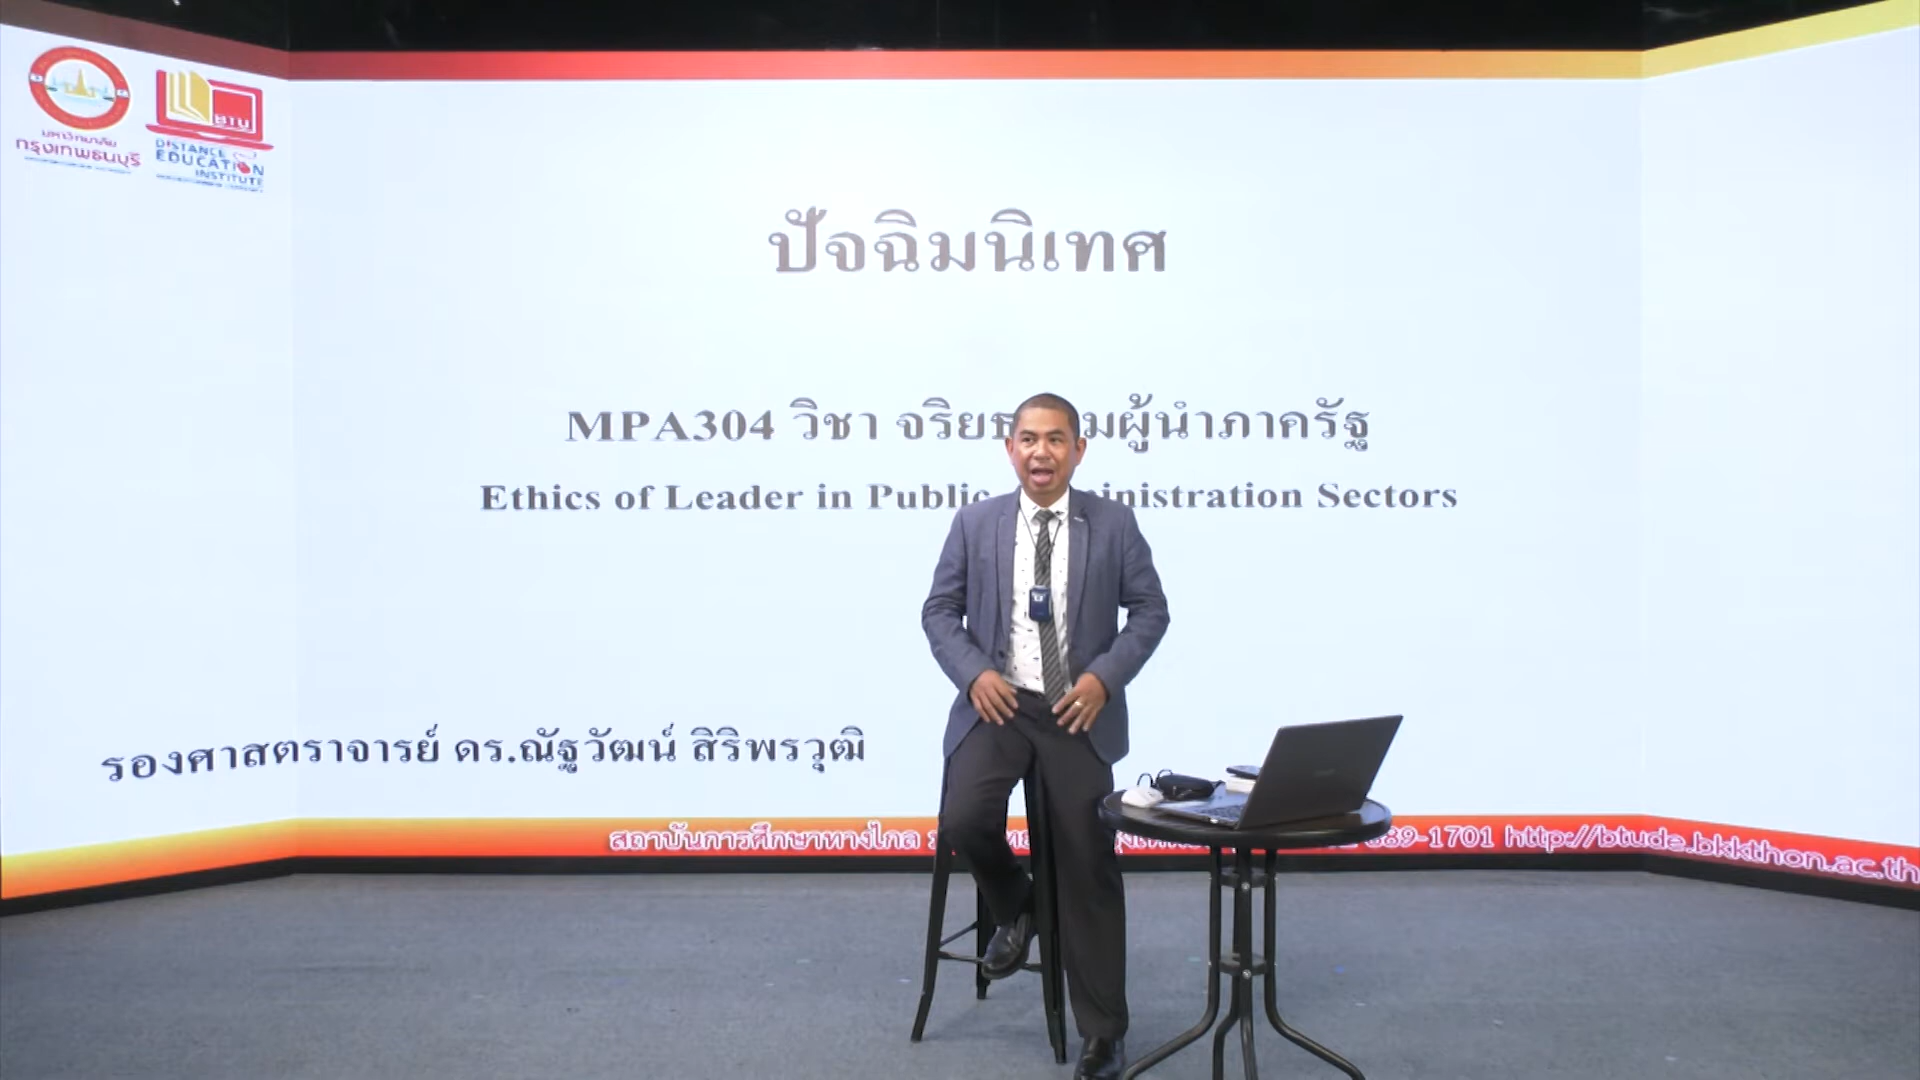 มหาวิทยาลัย
กรุงเทพธนบุรี
BTU
DISTANCE
EDUCATION
INSTITUTE
ปัจฉิมนิเทศ
MPA304 วิชา จริยธ มผู้นำภาครัฐ
Ethics of Leader in Public ministration Sectors
รองศาสตราจารย์ ดร.ณัฐวัฒน์ สิริพรวุฒิ
สถาบันการศึกษาทางไกล 89-1701 http://btude.bkkthon.ac.th